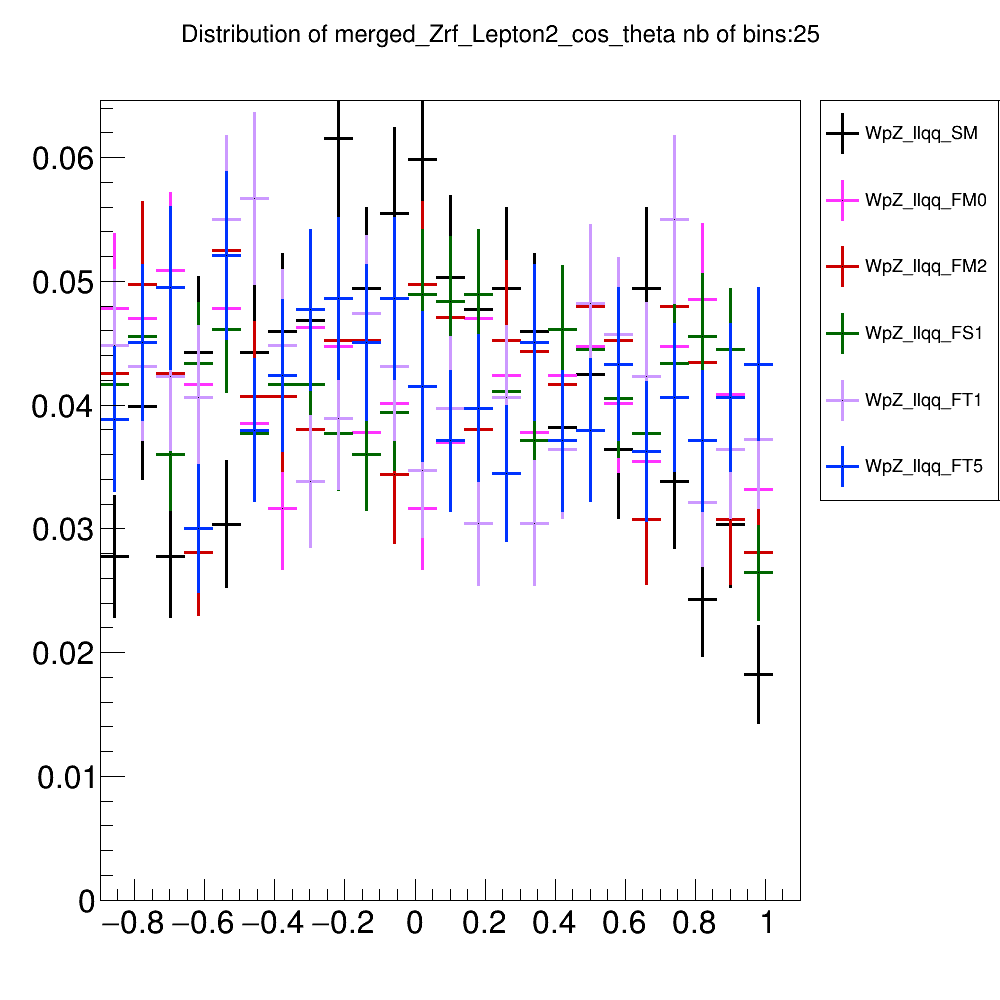 Distribution of merged_Zrf_Lepton2_cos_theta nb of bins:25
0.06
0.05
0.04
0.03
0.02
0.01
0
−0.8 −0.6 −0.4 −0.2 0 0.2 0.4 0.6 0.8 1
WpZ_llqq_SM
WpZ_llqq_FM0
WpZ_llqq_FM2
WpZ_llqq_FS1
WpZ_llqq_FT1
WpZ_llqq_FT5